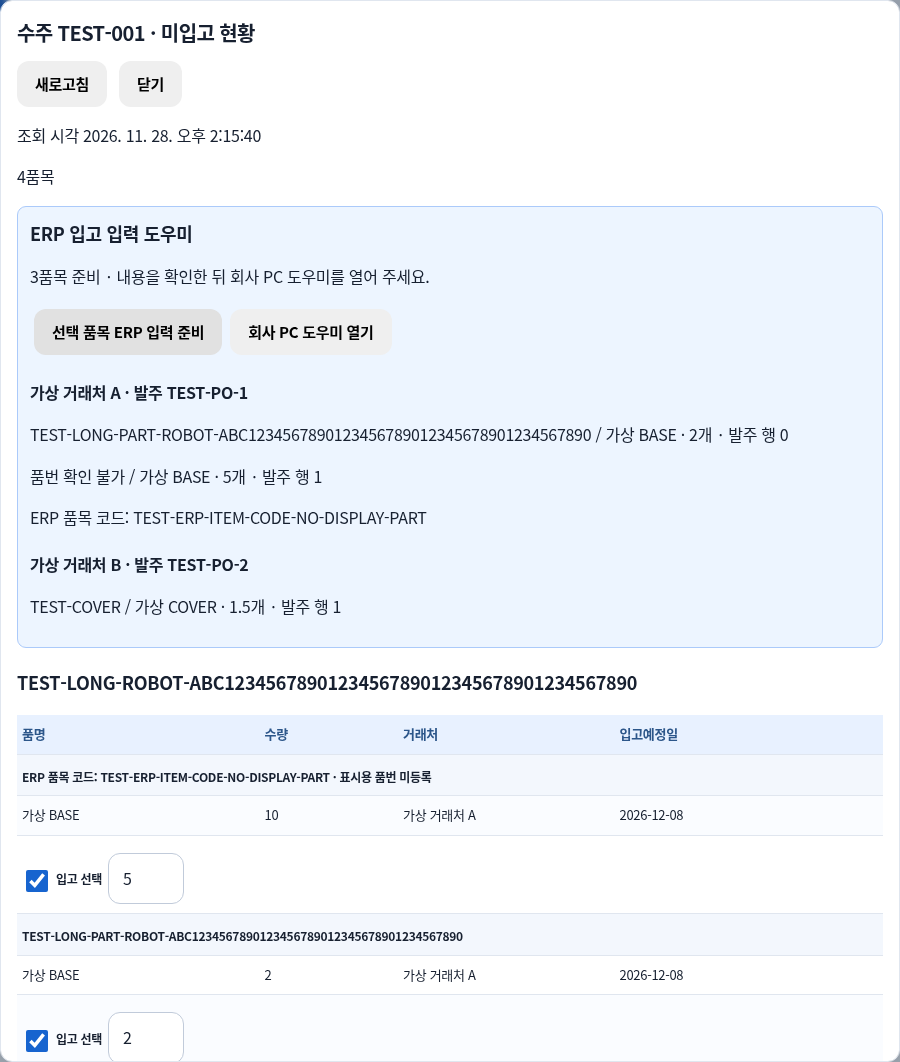 수주 TEST-001 · 미입고 현황
새로고침 닫기
조회 시각 2026. 11. 28. 오후 2:15:40
4품목
ERP 입고 입력 도우미
3품목 준비 · 내용을 확인한 뒤 회사 PC 도우미를 열어 주세요.
선택 품목 ERP 입력 준비 회사 PC 도우미 열기
가상 거래처 A · 발주 TEST-PO-1
TEST-LONG-PART-ROBOT-ABC1234567890123456789012345678901234567890 / 가상 BASE · 2개 · 발주 행 0
품번 확인 불가 / 가상 BASE · 5개 · 발주 행 1
ERP 품목 코드: TEST-ERP-ITEM-CODE-NO-DISPLAY-PART
가상 거래처 B · 발주 TEST-PO-2
TEST-COVER / 가상 COVER · 1.5개 · 발주 행 1
TEST-LONG-ROBOT-ABC1234567890123456789012345678901234567890
품명 수량 거래처 입고예정일
ERP 품목 코드: TEST-ERP-ITEM-CODE-NO-DISPLAY-PART · 표시용 품번 미등록
가상 BASE 10 가상 거래처 A 2026-12-08
입고 선택 5
TEST-LONG-PART-ROBOT-ABC1234567890123456789012345678901234567890
가상 BASE 2 가상 거래처 A 2026-12-08
입고 선택 2